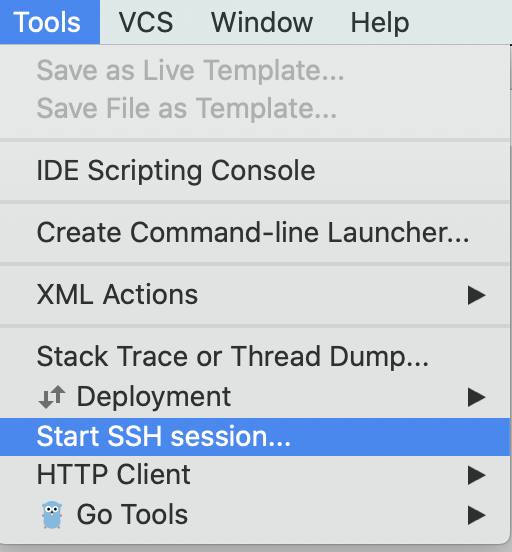 Tools VCS Window Help
Save as Live Template...
Save File as Template...
IDE Scripting Console
Create Command-line Launcher...
XML Actions
Stack Trace or Thread Dump...
Deployment
Start SSH session...
HTTP Client
Go Tools